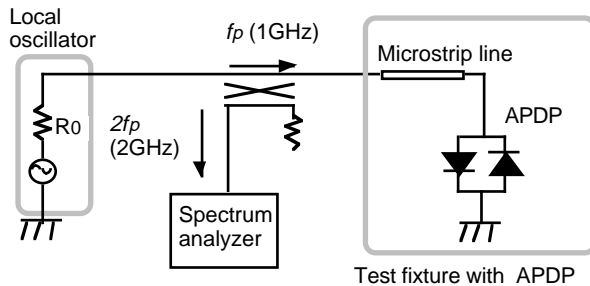 Local
oscillator
R0
fp (1GHz)
2fp
(2GHz)
Spectrum
analyzer
Microstrip line
APDP
Test fixture with APDP